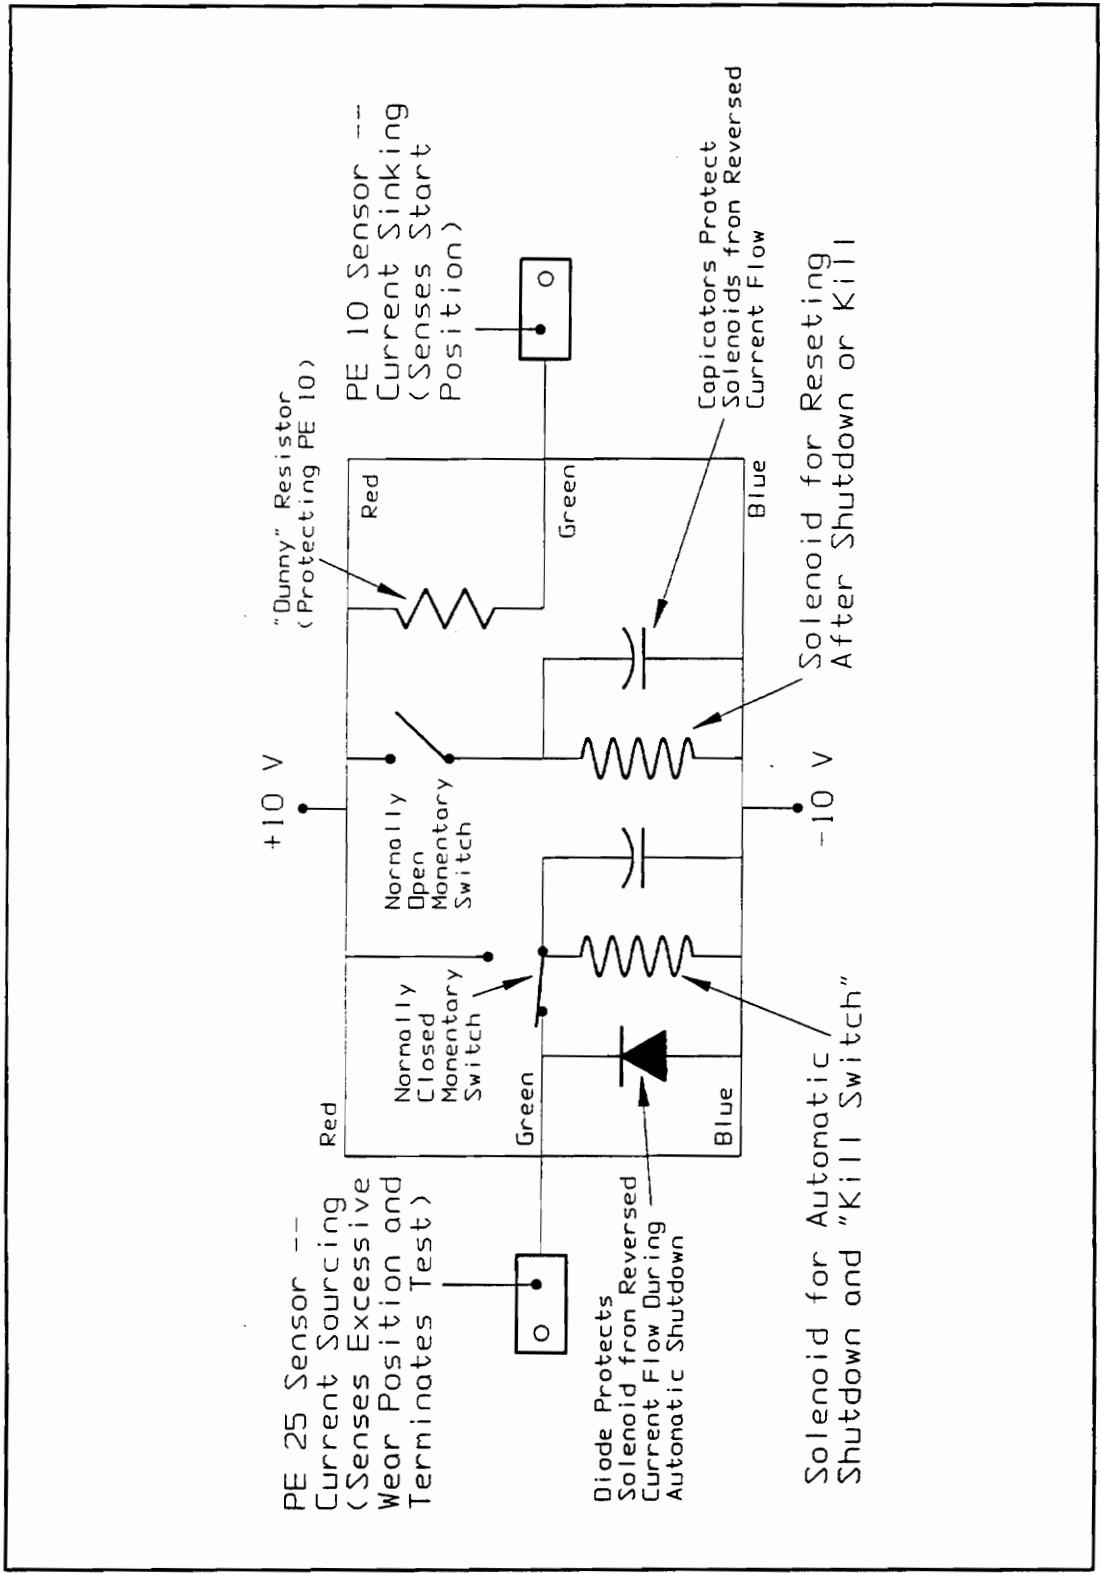 PE 25 Sensor --
Current Sourcing
(Senses Excessive
Wear Position and
Terminates Test)
Red
+10 V
"Dunny" Resistor
(Protecting PE 10)
PE 10 Sensor --
Current Sinking
(Senses Start
Position)
Red
Normally
Closed
Momentary
Switch
Normally
Open
Monentary
Switch
Green
Green
Diode Protects
Solenoid fron Reversed
Current Flow During
Automatic Shutdown
Blue
Blue
Capicators Protect
Solenoids fron Reversed
Current Flow
-10 V
Solenoid for Automatic
Shutdown and "Kill Switch"
Solenoid for Reseting
After Shutdown or Kill